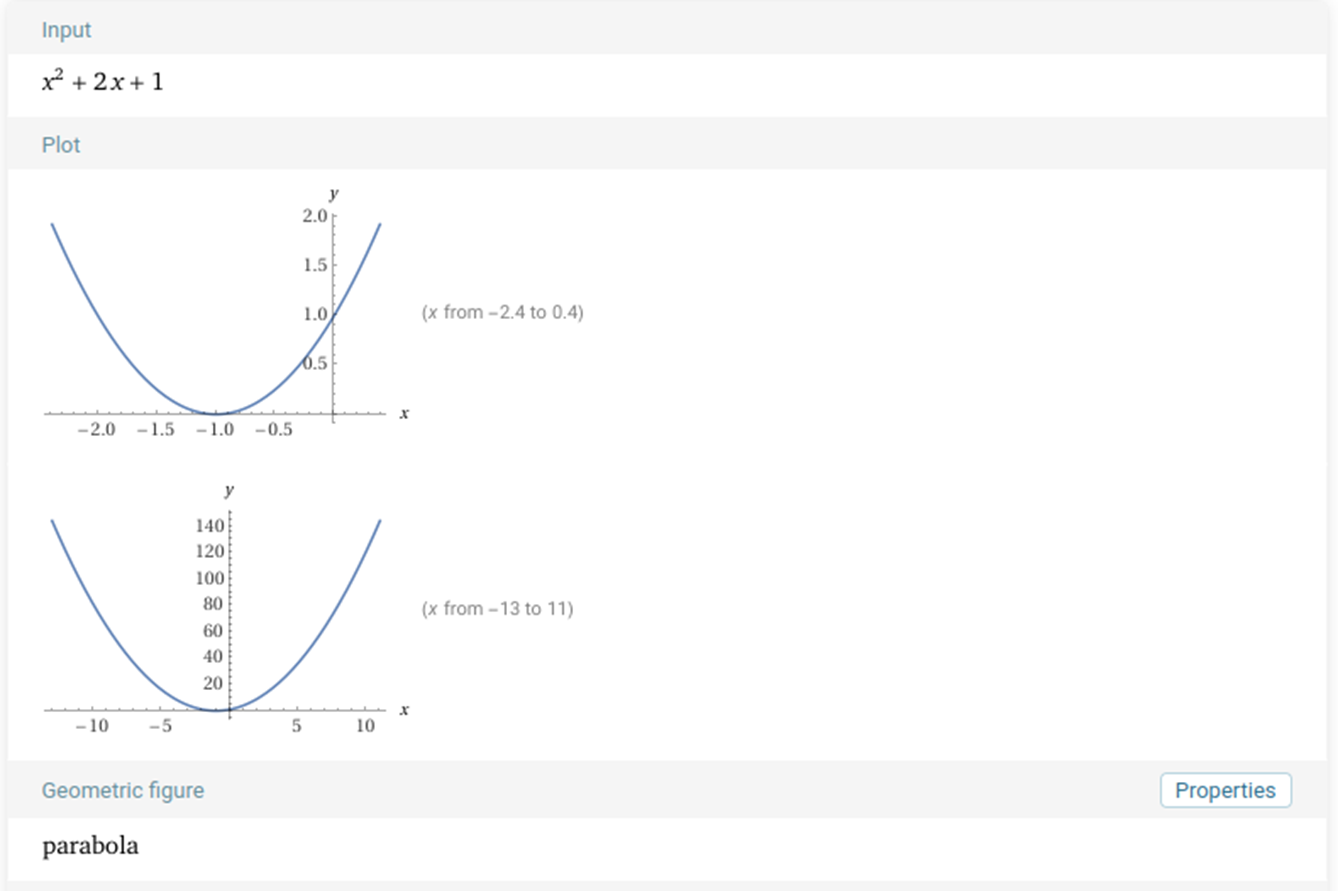 Input
x² + 2x + 1
Plot
y
2.0
1.5
1.0
0.5
x
−2.0 −1.5 −1.0 −0.5
(x from −2.4 to 0.4)
y
140
120
100
80
60
40
20
x
−10 −5 5 10
(x from −13 to 11)
Geometric figure
Properties
parabola